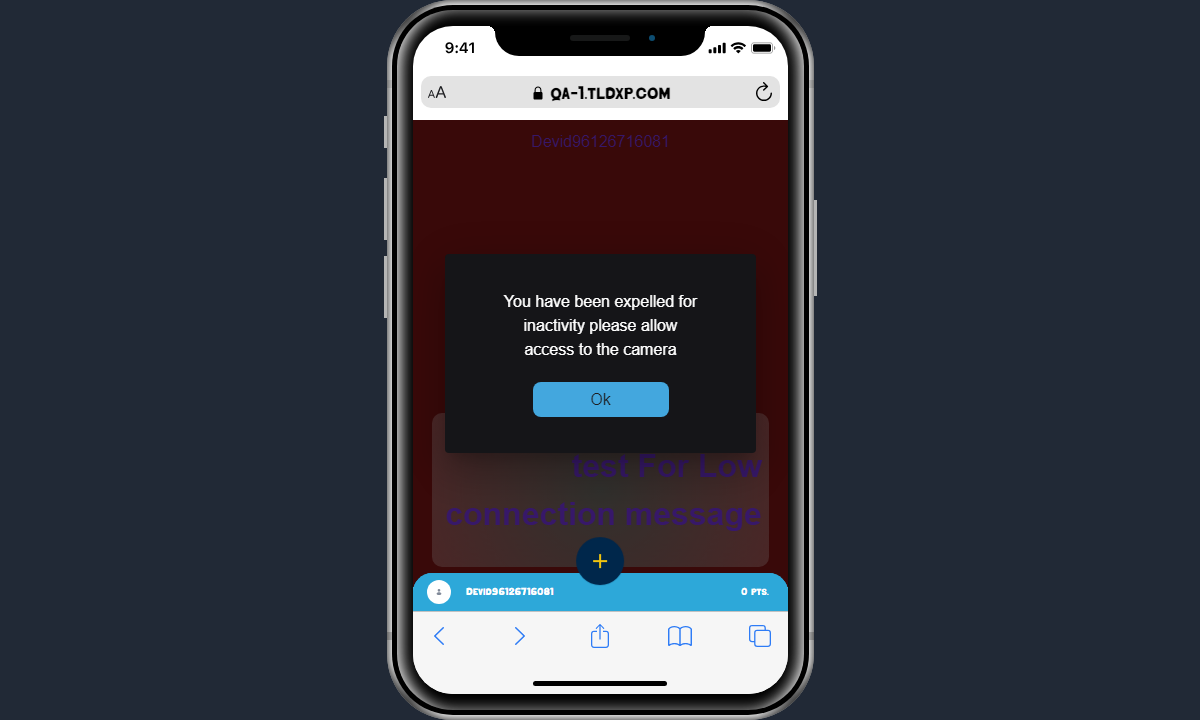 9:41
AA
QA-1.TLDXP.COM
Devid96126716081
You have been expelled for
inactivity please allow
access to the camera
Ok
test For Low
connection message
+
DEVID96126716081
0 PTS.